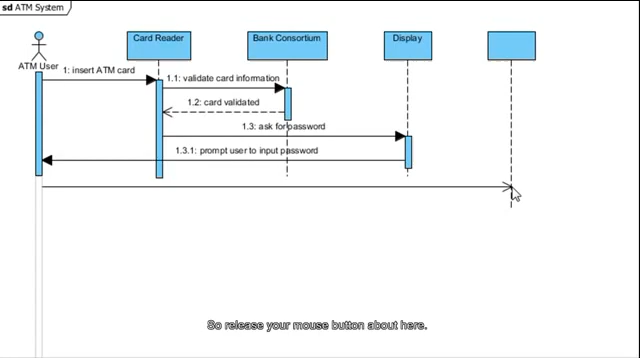 sd ATM System
Card Reader
Bank Consortium
Display
ATM User
1: insert ATM card
1.1: validate card information
1.2: card validated
1.3: ask for password
1.3.1: prompt user to input password
So release your mouse button about here.